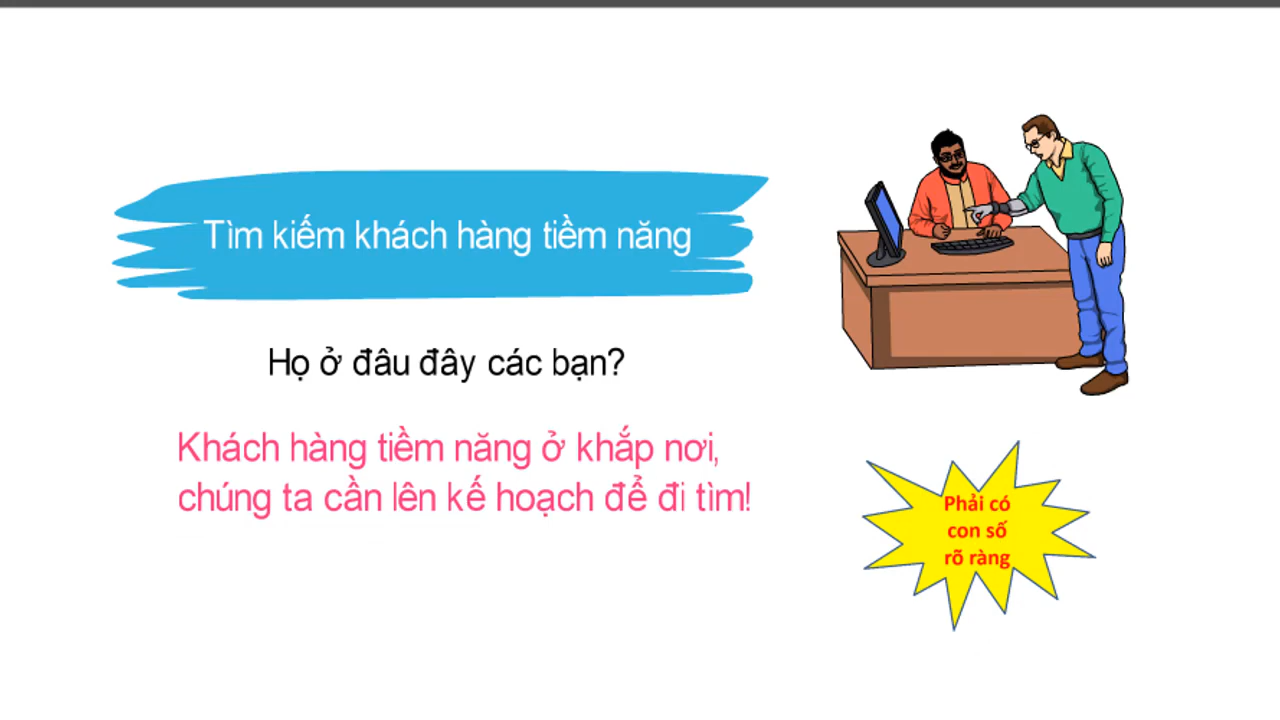 Tìm kiếm khách hàng tiềm năng
Họ ở đâu đây các bạn?
Khách hàng tiềm năng ở khắp nơi,
chúng ta cần lên kế hoạch để đi tìm!
Phải có
con số
rõ ràng